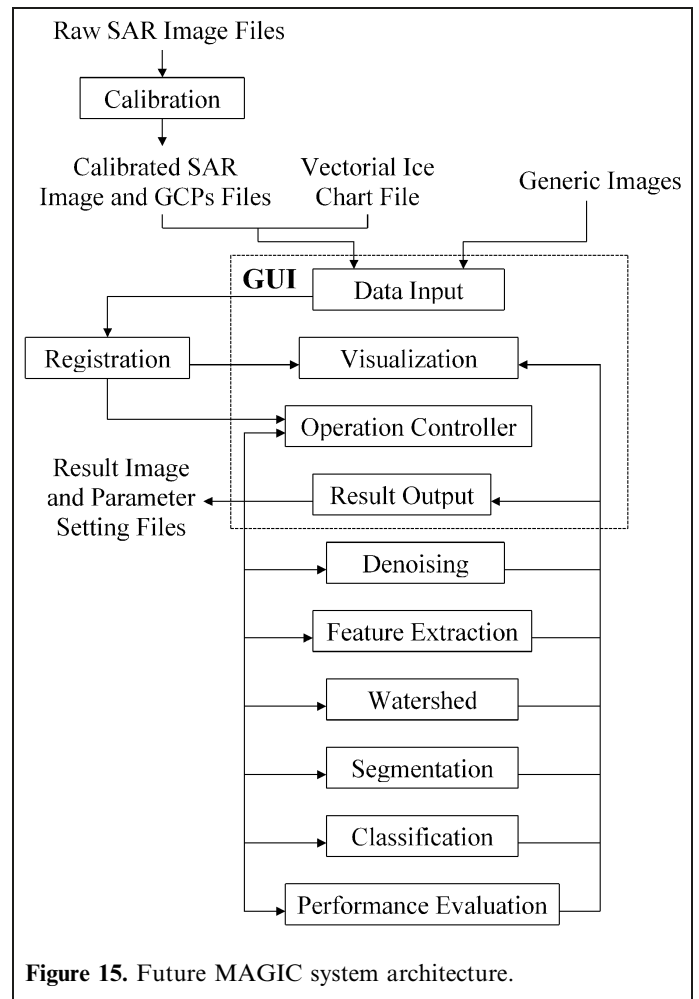 Raw SAR Image Files
Calibration
Calibrated SAR
Image and GCPs Files
Vectorial Ice
Chart File
Generic Images
GUI
Data Input
Registration
Visualization
Operation Controller
Result Image
and Parameter
Setting Files
Result Output
Denoising
Feature Extraction
Watershed
Segmentation
Classification
Performance Evaluation
Figure 15. Future MAGIC system architecture.